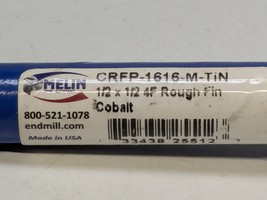 MELIN
CRFP-1616-M-TiN
1/2 x 1/2 4F Rough Fin
Cobalt
800-521-1078
endmill.com
Made in USA
33438 25512